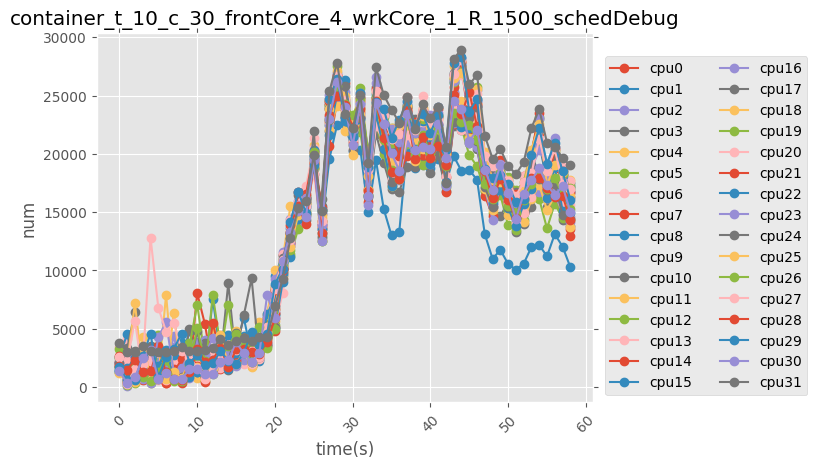 container_t_10_c_30_frontCore_4_wrkCore_1_R_1500_schedDebug
30000
25000
20000
15000
10000
5000
0
num
0
10
20
30
40
50
60
time(s)
cpu0
cpu1
cpu2
cpu3
cpu4
cpu5
cpu6
cpu7
cpu8
cpu9
cpu10
cpu11
cpu12
cpu13
cpu14
cpu15
cpu16
cpu17
cpu18
cpu19
cpu20
cpu21
cpu22
cpu23
cpu24
cpu25
cpu26
cpu27
cpu28
cpu29
cpu30
cpu31